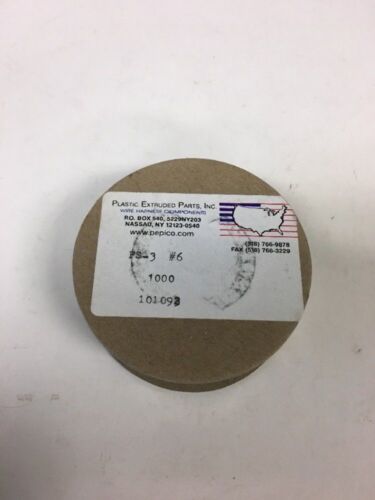 PLASTIC EXTRUDED PARTS, INC
WIRE HARNESS COMPONENTS
P.O. BOX 540, 5229NY203
NASSAU, NY 12123-0540
www.pepico.com
(518) 766-9878
FAX (518) 766-3229
PS-3 #6
1000
101093